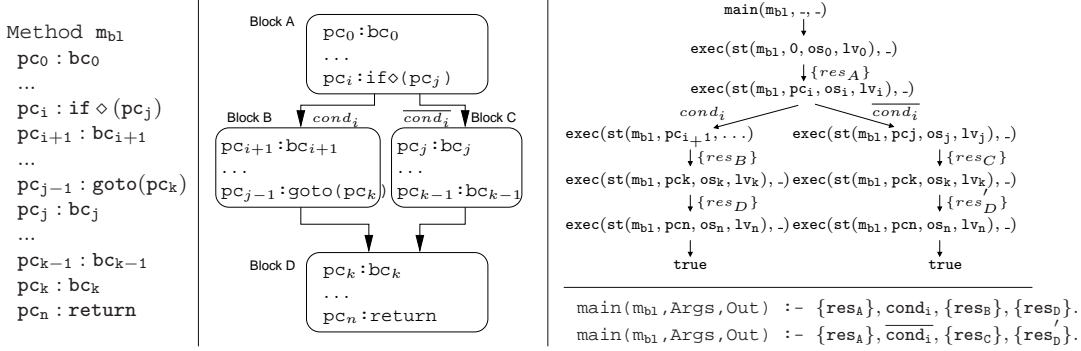 Method m_bl
pc_0 : bc_0
...
pc_i : if ⋄ (pc_j)
pc_{i+1} : bc_{i+1}
...
pc_{j−1} : goto(pc_k)
pc_j : bc_j
...
pc_{k−1} : bc_{k−1}
pc_k : bc_k
pc_n : return
Block A
pc_0:bc_0
...
pc_i:if⋄(pc_j)
Block B
cond_i
\overline{cond_i}
Block C
pc_{i+1}:bc_{i+1}
...
pc_{j−1}:goto(pc_k)
pc_j:bc_j
...
pc_{k−1}:bc_{k−1}
Block D
pc_k:bc_k
...
pc_n:return
main(m_bl, _, _)
exec(st(m_bl, 0, os_0, lv_0), _)
{res_A}
exec(st(m_bl, pc_i, os_i, lv_i), _)
cond_i
\overline{cond_i}
exec(st(m_bl, pc_{i+1}, ...)
exec(st(m_bl, pcj, os_j, lv_j), _)
{res_B}
{res_C}
exec(st(m_bl, pck, os_k, lv_k), _)
exec(st(m_bl, pck, os_k, lv_k), _)
{res_D}
{res'_D}
exec(st(m_bl, pcn, os_n, lv_n), _)
exec(st(m_bl, pcn, os_n, lv_n), _)
true
true
main(m_bl,Args,Out) :- {res_A}, cond_i, {res_B}, {res_D}.
main(m_bl,Args,Out) :- {res_A}, \overline{cond_i}, {res_C}, {res'_D}.